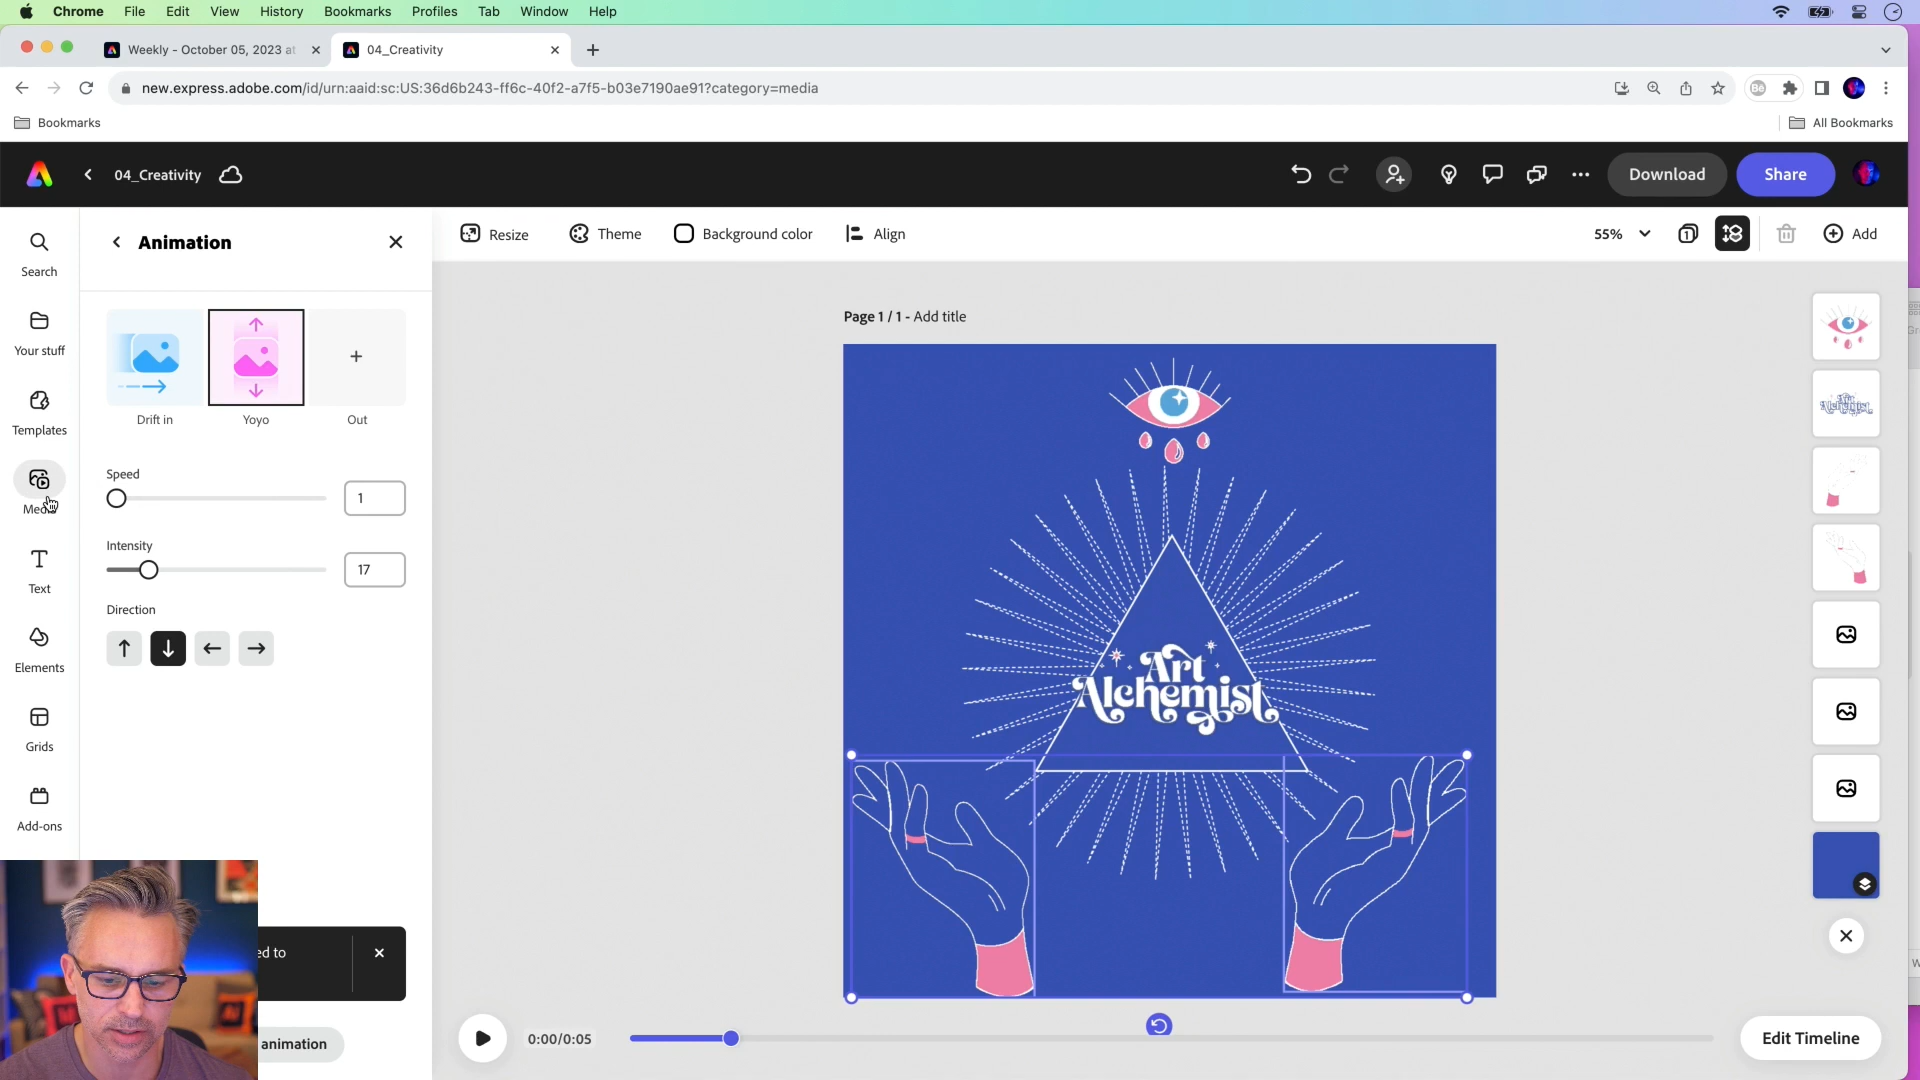 Chrome File Edit View History Bookmarks Profiles Tab Window Help
Weekly - October 05, 2023 at
04_Creativity
new.express.adobe.com/id/urn:aaid:sc:US:36d6b243-ff6c-40f2-a7f5-b03e7190ae91?category=media
Bookmarks
All Bookmarks
04_Creativity
Download
Share
Search
Your stuff
Templates
Media
Text
Elements
Grids
Add-ons
Animation
Drift in
Yoyo
Out
Speed
1
Intensity
17
Direction
ed to
animation
Resize
Theme
Background color
Align
55%
1
Add
Page 1 / 1 - Add title
Art
Alchemist
0:00/0:05
Edit Timeline